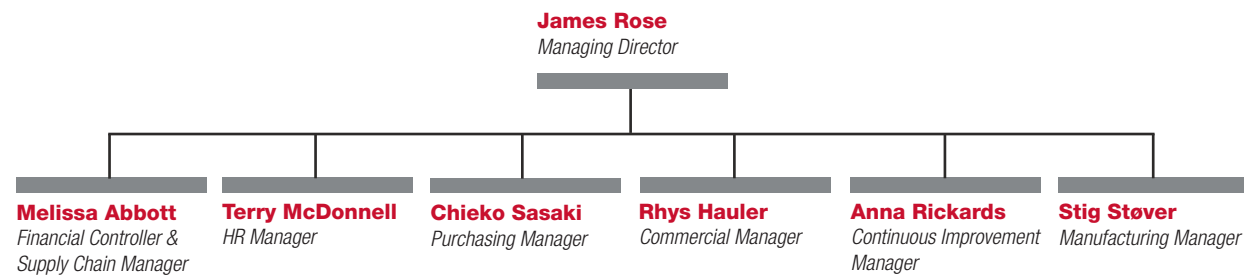 James Rose
Managing Director
Melissa Abbott
Financial Controller &
Supply Chain Manager
Terry McDonnell
HR Manager
Chieko Sasaki
Purchasing Manager
Rhys Hauler
Commercial Manager
Anna Rickards
Continuous Improvement
Manager
Stig Støver
Manufacturing Manager